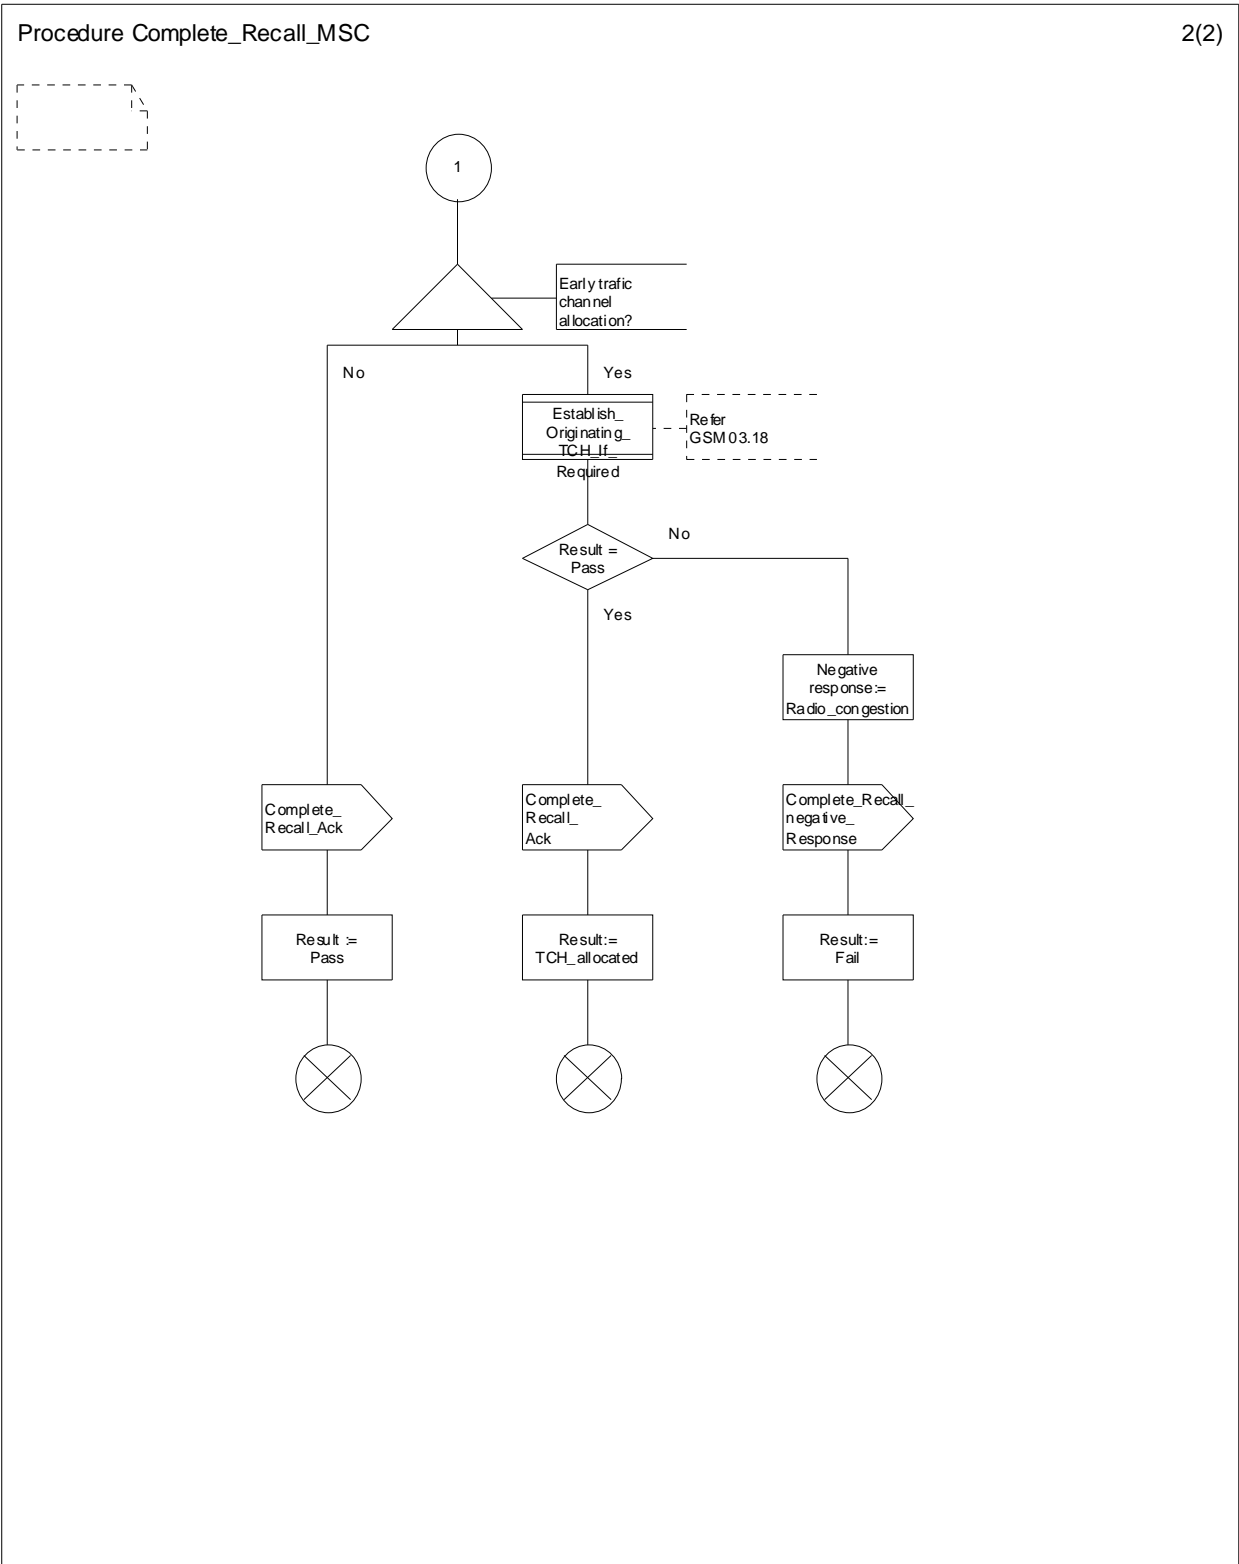 Procedure Complete_Recall_MSC
2(2)
1
Early trafic
channel
allocation?
No
Yes
Establish_
Originating_
TCH_If_
Required
Refer
GSM 03.18
Result =
Pass
No
Yes
Negative
response:=
Radio_congestion
Complete_
Recall_Ack
Complete_
Recall_
Ack
Complete_Recall_
negative_
Response
Result :=
Pass
Result:=
TCH_allocated
Result:=
Fail